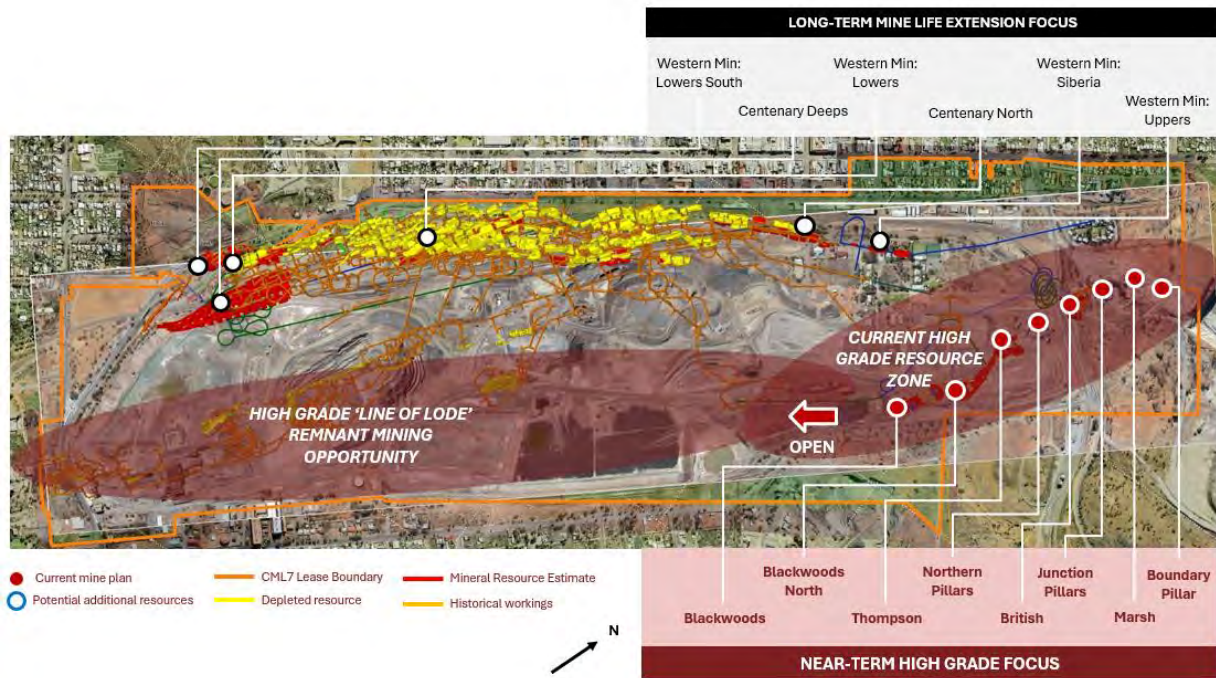 LONG-TERM MINE LIFE EXTENSION FOCUS
Western Min:
Lowers South
Western Min:
Lowers
Western Min:
Siberia
Centenary Deeps
Centenary North
Western Min:
Uppers
CURRENT HIGH
GRADE RESOURCE
ZONE
HIGH GRADE 'LINE OF LODE'
REMNANT MINING
OPPORTUNITY
OPEN
Current mine plan
CML7 Lease Boundary
Mineral Resource Estimate
Potential additional resources
Depleted resource
Historical workings
N
Blackwoods
North
Northern
Pillars
Junction
Pillars
Boundary
Pillar
Blackwoods
Thompson
British
Marsh
NEAR-TERM HIGH GRADE FOCUS